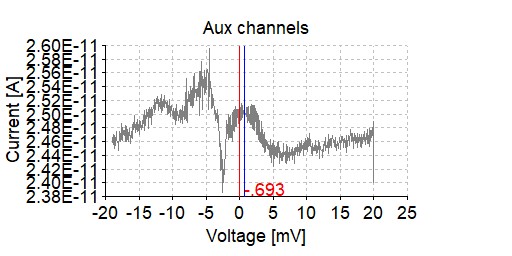 Aux channels
2.60E-11
2.58E-11
2.56E-11
2.54E-11
2.52E-11
2.50E-11
2.48E-11
2.46E-11
2.44E-11
2.42E-11
2.40E-11
2.38E-11
Current [A]
-.693
-20 -15 -10 -5 0 5 10 15 20 25
Voltage [mV]